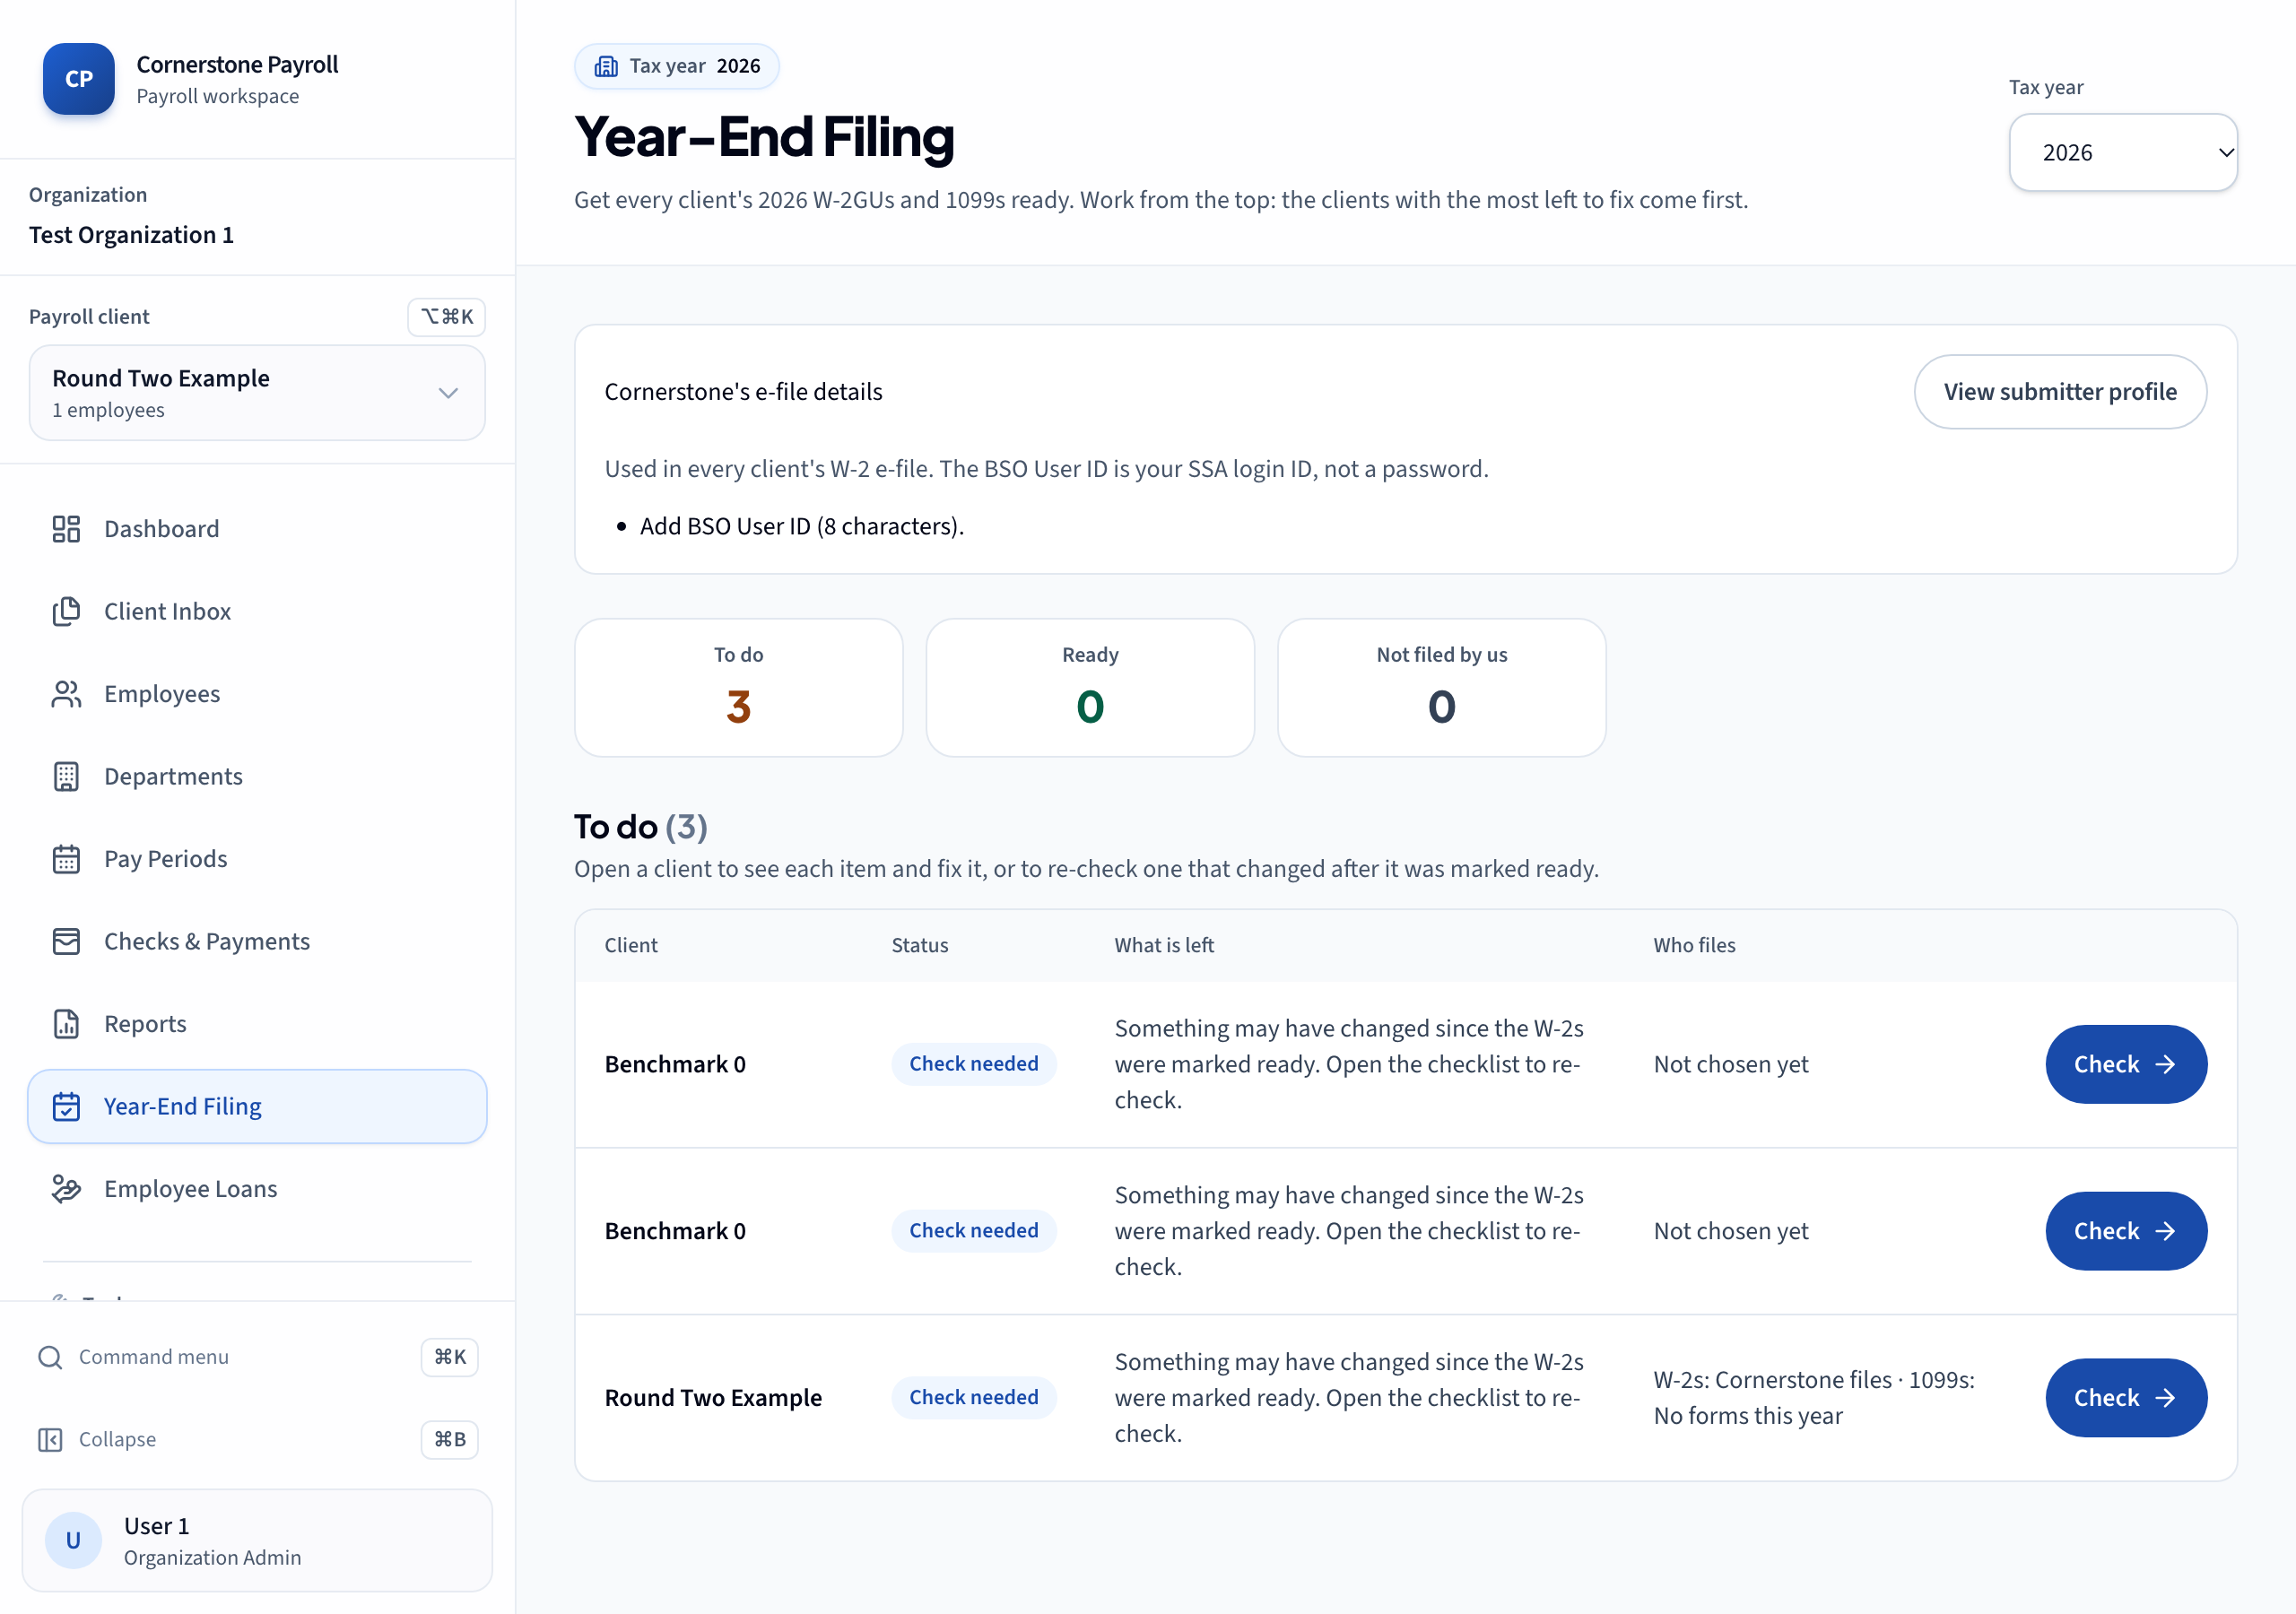 CP
Cornerstone Payroll
Payroll workspace
Organization
Test Organization 1
Payroll client
⌥⌘K
Round Two Example
1 employees
Dashboard
Client Inbox
Employees
Departments
Pay Periods
Checks & Payments
Reports
Year-End Filing
Employee Loans
Command menu
⌘K
Collapse
⌘B
U
User 1
Organization Admin
Tax year 2026
Year-End Filing
Get every client's 2026 W-2GUs and 1099s ready. Work from the top: the clients with the most left to fix come first.
Tax year
2026
Cornerstone's e-file details
View submitter profile
Used in every client's W-2 e-file. The BSO User ID is your SSA login ID, not a password.
• Add BSO User ID (8 characters).
To do
3
Ready
0
Not filed by us
0
To do (3)
Open a client to see each item and fix it, or to re-check one that changed after it was marked ready.
Client Status What is left Who files
Benchmark 0
Check needed
Something may have changed since the W-2s
were marked ready. Open the checklist to re-
check.
Not chosen yet
Check →
Benchmark 0
Check needed
Something may have changed since the W-2s
were marked ready. Open the checklist to re-
check.
Not chosen yet
Check →
Round Two Example
Check needed
Something may have changed since the W-2s
were marked ready. Open the checklist to re-
check.
W-2s: Cornerstone files · 1099s:
No forms this year
Check →